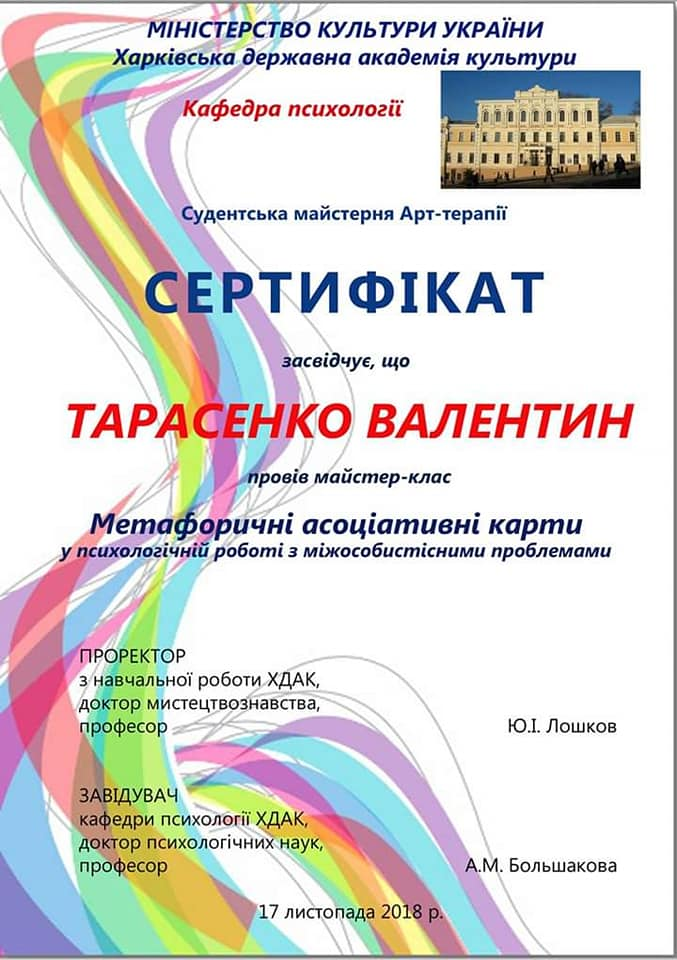 МІНІСТЕРСТВО КУЛЬТУРИ УКРАЇНИ
Харківська державна академія культури
Кафедра психології
Судентська майстерня Арт-терапії
СЕРТИФІКАТ
засвідчує, що
ТАРАСЕНКО ВАЛЕНТИН
провів майстер-клас
Метафоричні асоціативні карти
у психологічній роботі з міжособистісними проблемами
ПРОРЕКТОР
з навчальної роботи ХДАК,
доктор мистецтвознавства,
професор Ю.І. Лошков
ЗАВІДУВАЧ
кафедри психології ХДАК,
доктор психологічних наук,
професор А.М. Большакова
17 листопада 2018 р.